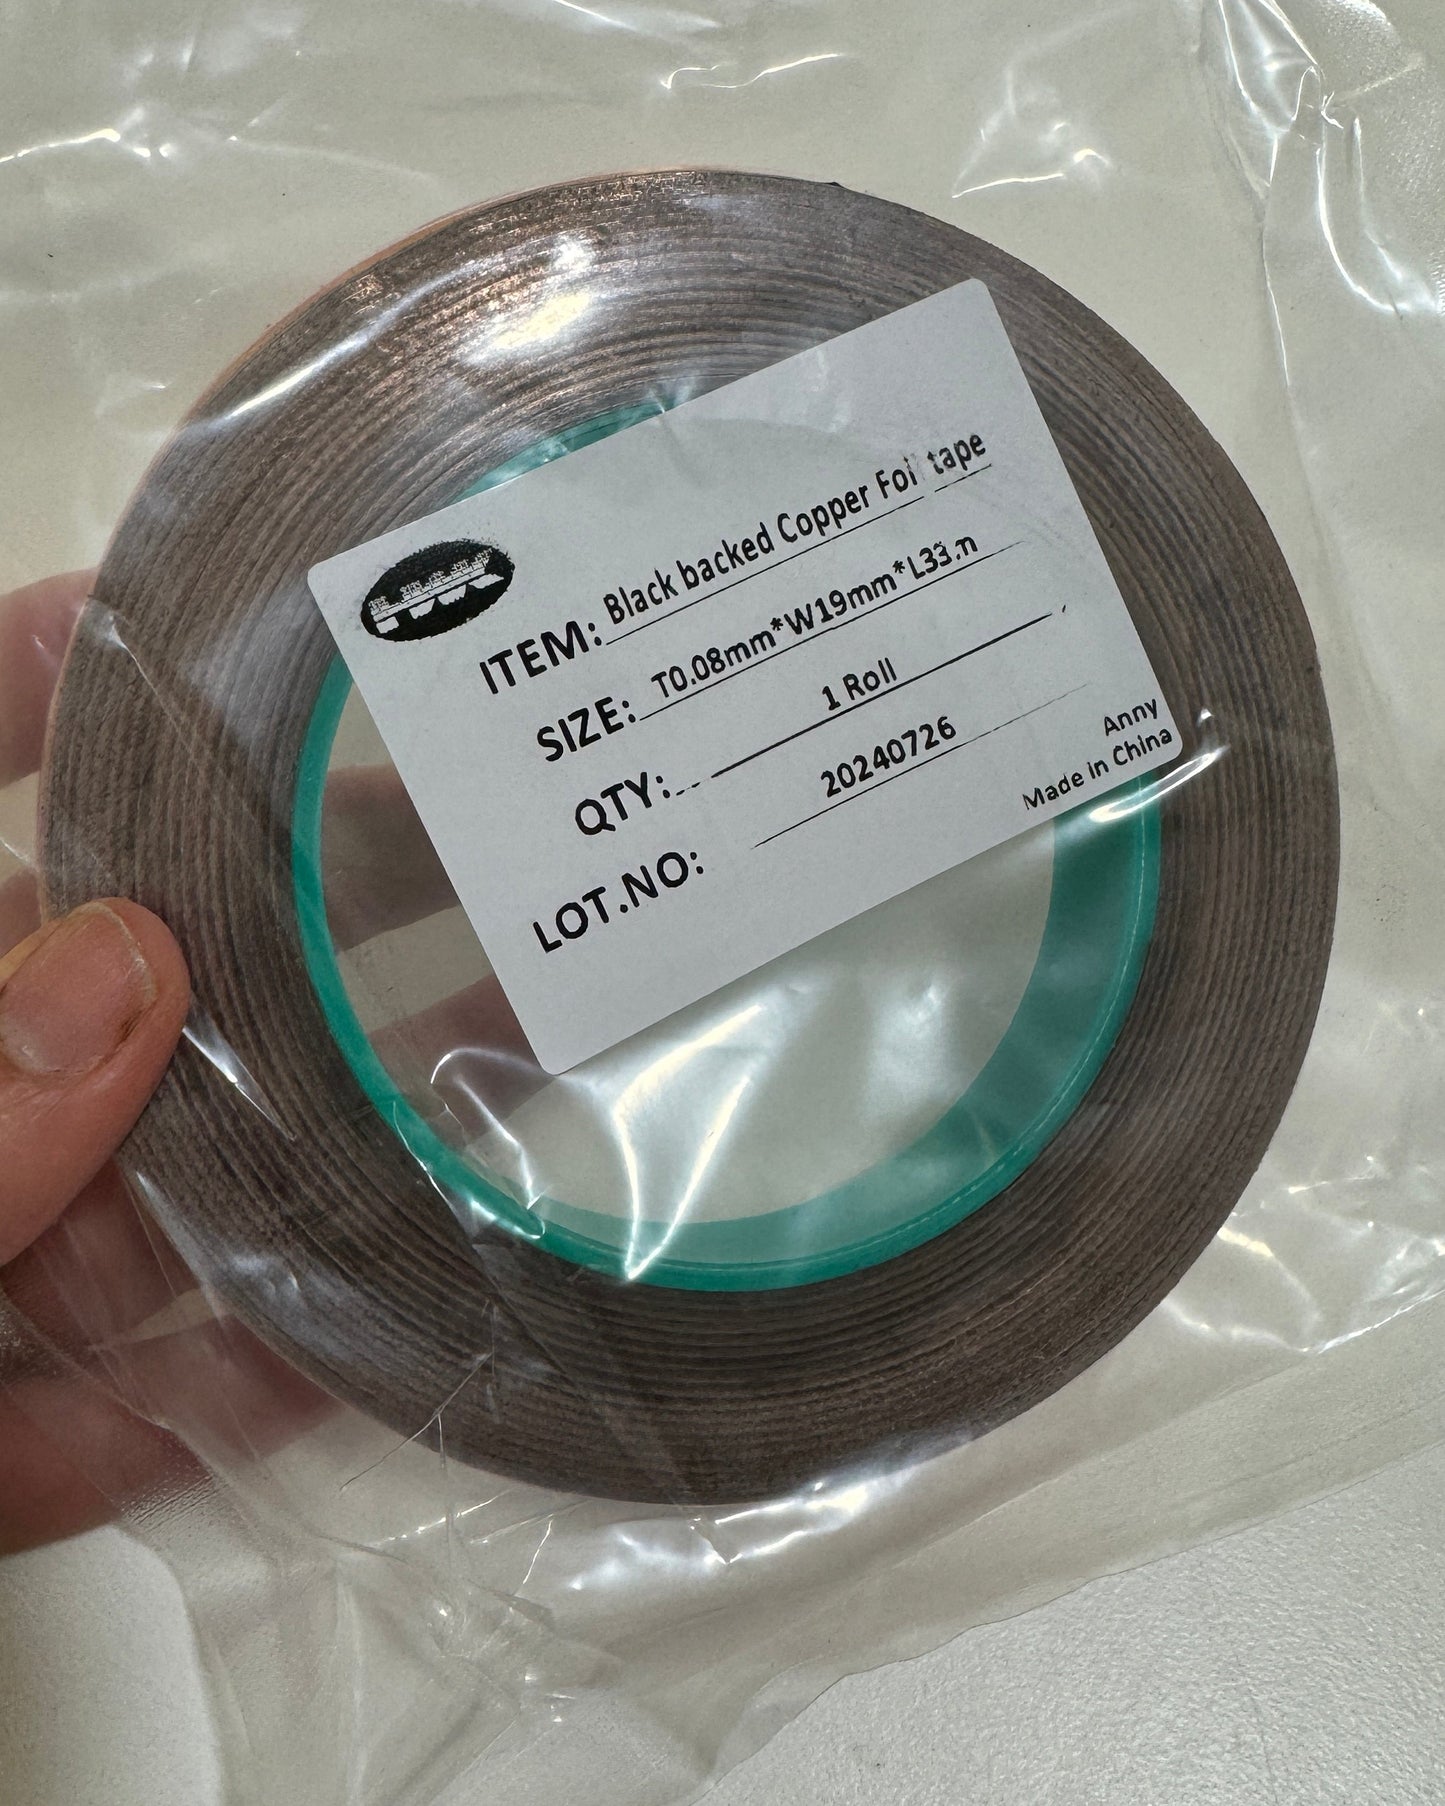 ITEM: Black backed Copper Foil tape
SIZE: T0.08mm*W19mm*L33m
QTY: 1 Roll
LOT.NO: 20240726
Anny
Made in China